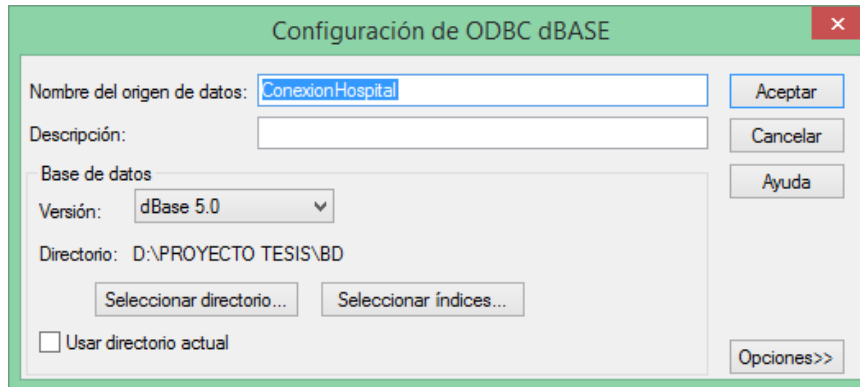 Configuración de ODBC dBASE
Nombre del origen de datos: ConexionHospital
Aceptar
Descripción:
Cancelar
Base de datos
Ayuda
Versión: dBase 5.0
Directorio: D:\PROYECTO TESIS\BD
Seleccionar directorio... Seleccionar índices...
Usar directorio actual
Opciones>>